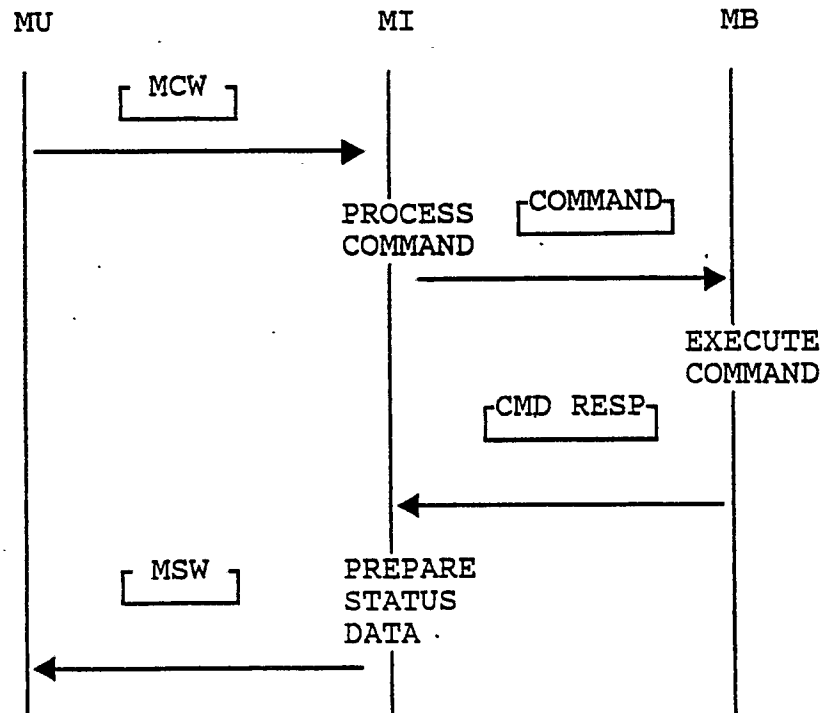 MU MI MB
MCW
PROCESS
COMMAND
COMMAND
EXECUTE
COMMAND
CMD RESP
MSW
PREPARE
STATUS
DATA